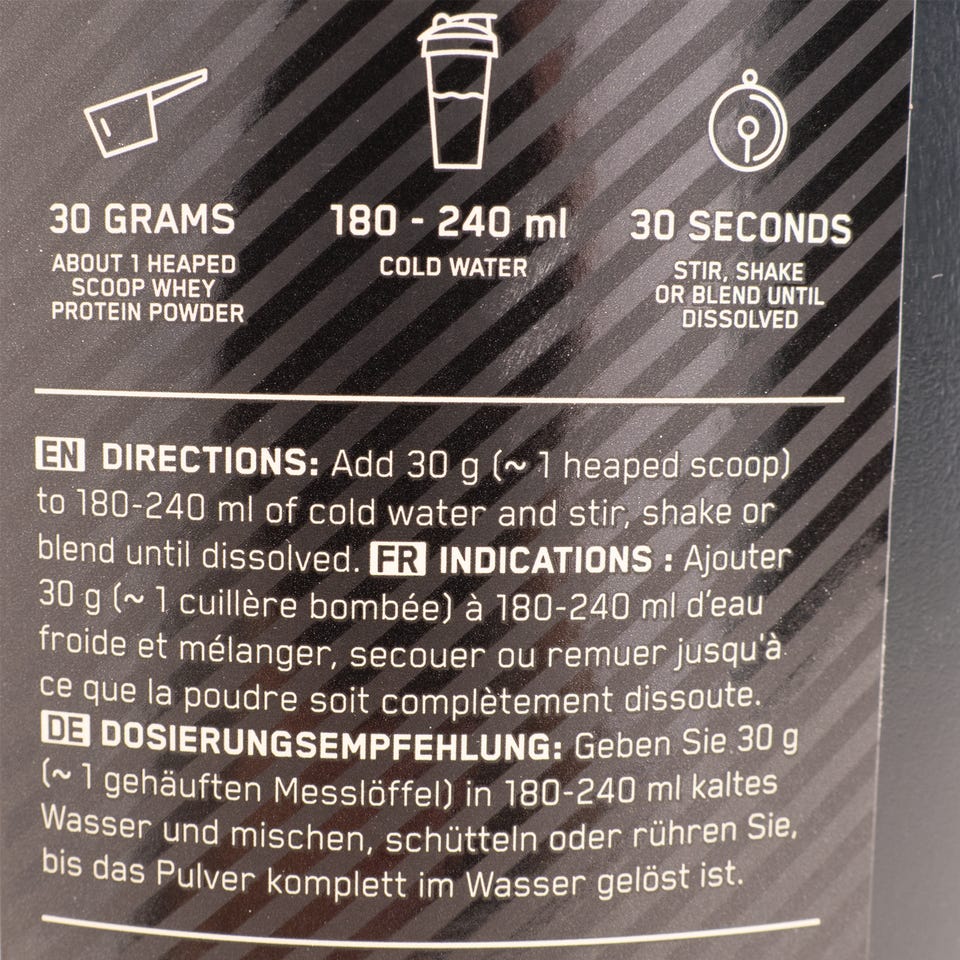 30 GRAMS
ABOUT 1 HEAPED
SCOOP WHEY
PROTEIN POWDER
180 - 240 ml
COLD WATER
30 SECONDS
STIR, SHAKE
OR BLEND UNTIL
DISSOLVED
EN DIRECTIONS: Add 30 g (~ 1 heaped scoop)
to 180-240 ml of cold water and stir, shake or
blend until dissolved. FR INDICATIONS : Ajouter
30 g (~ 1 cuillère bombée) à 180-240 ml d’eau
froide et mélanger, secouer ou remuer jusqu'à
ce que la poudre soit complètement dissoute.
DE DOSIERUNGSEMPFEHLUNG: Geben Sie 30 g
(~ 1 gehäuften Messlöffel) in 180-240 ml kaltes
Wasser und mischen, schütteln oder rühren Sie,
bis das Pulver komplett im Wasser gelöst ist.